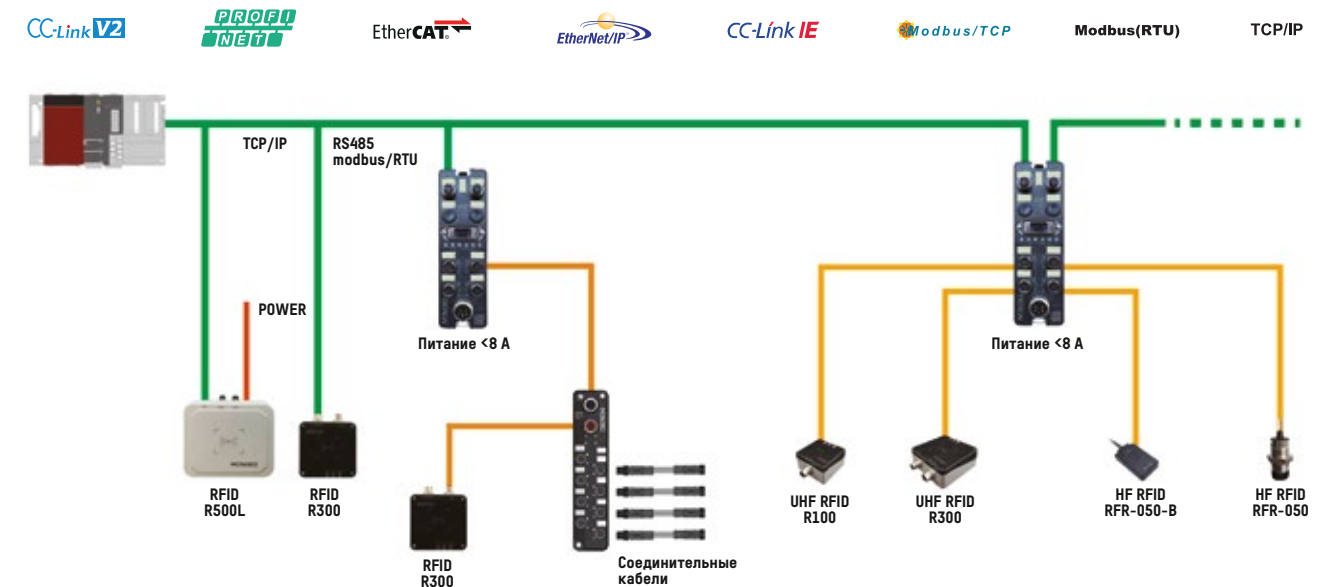 CC-Link V2
PROFI
NET
EtherCAT
EtherNet/IP
CC-Link IE
Modbus/TCP
Modbus(RTU)
TCP/IP
TCP/IP
RS485
modbus/RTU
POWER
Питание <8 А
Питание <8 А
RFID
R500L
RFID
R300
RFID
R300
Соединительные
кабели
UHF RFID
R100
UHF RFID
R300
HF RFID
RFR-050-B
HF RFID
RFR-050